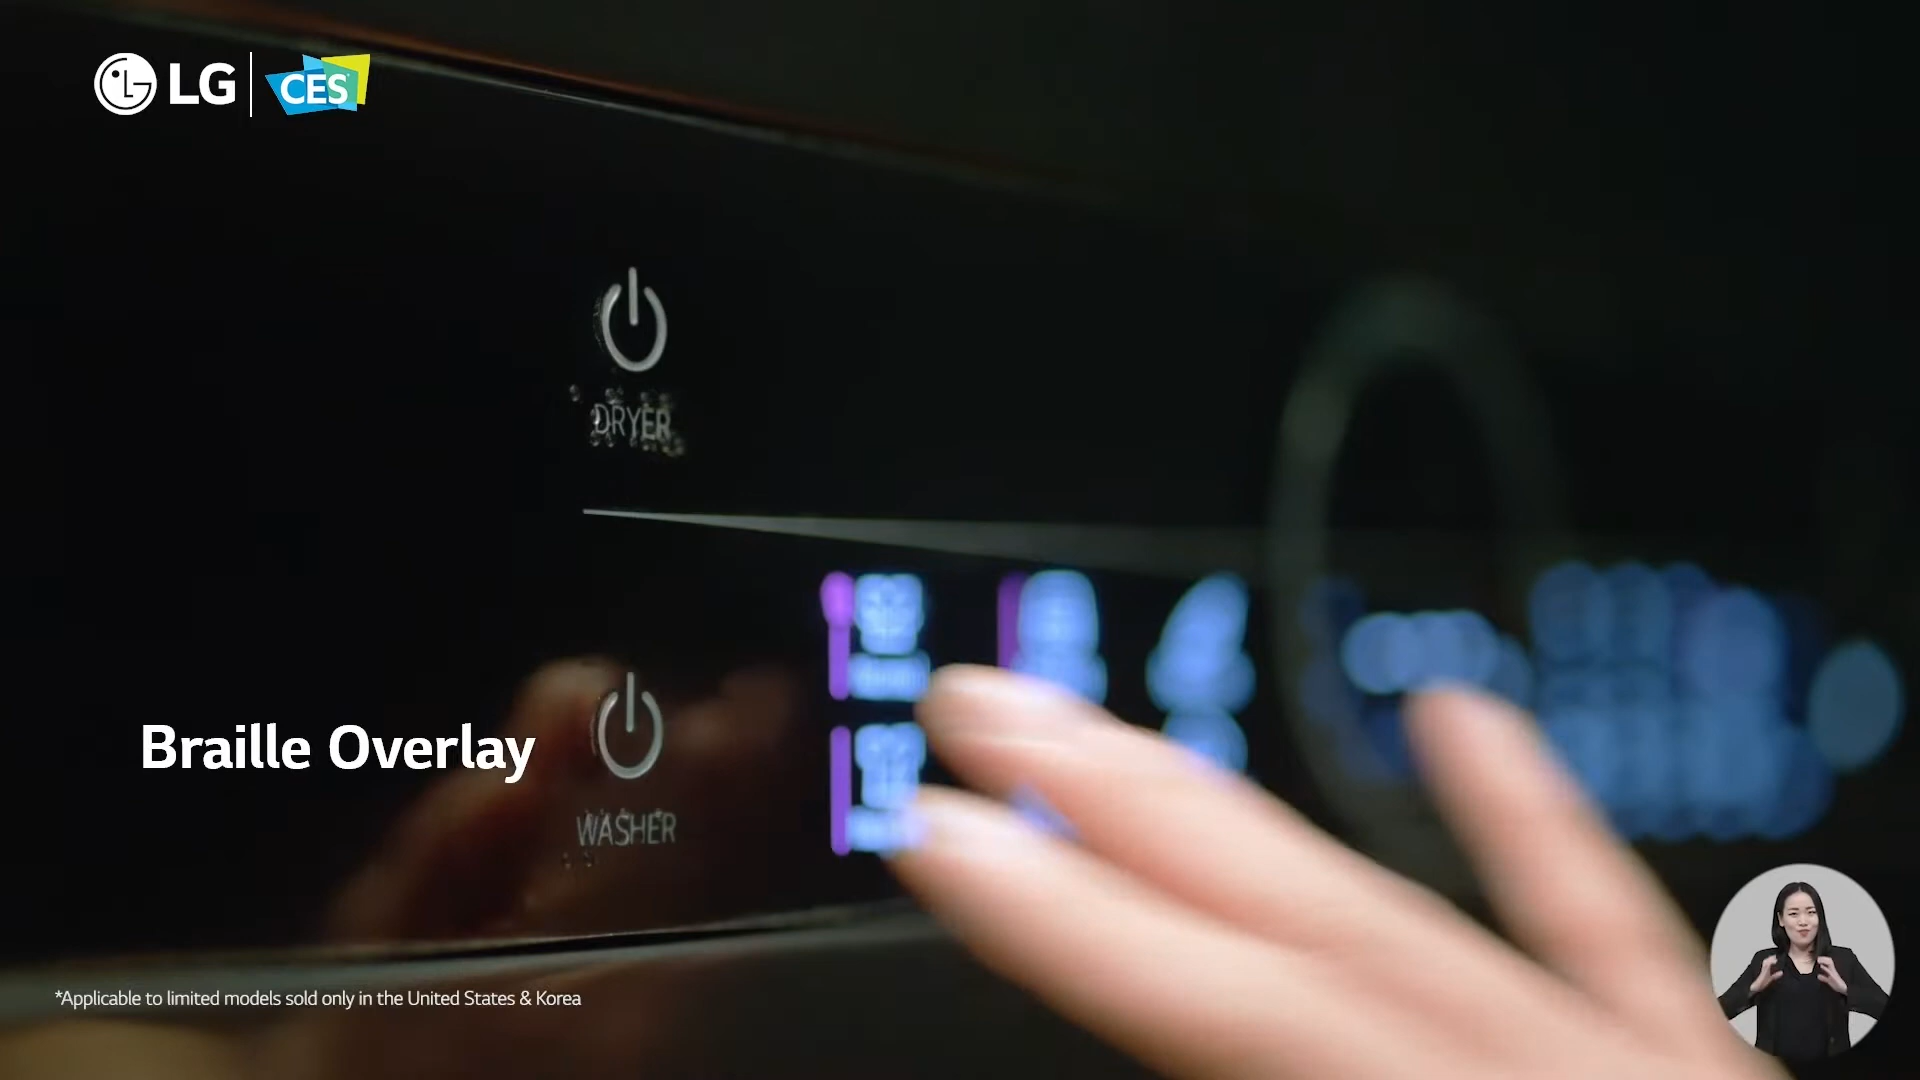 LG
CES
DRYER
Braille Overlay
WASHER
*Applicable to limited models sold only in the United States & Korea